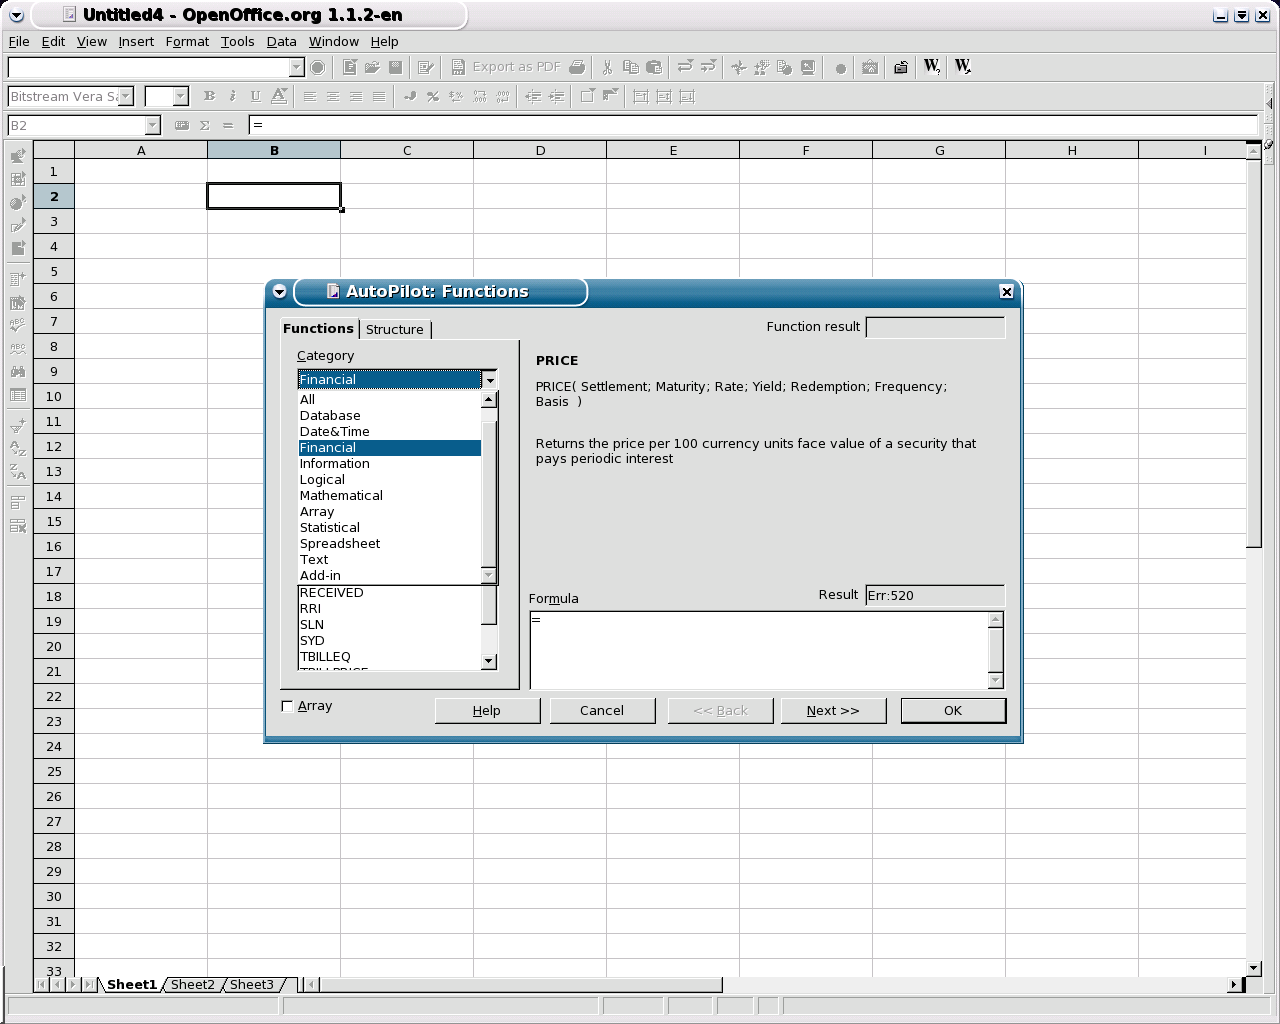 Untitled4 - OpenOffice.org 1.1.2-en
File Edit View Insert Format Tools Data Window Help
Export as PDF
Bitstream Vera Sa
B2
=
A B C D E F G H I
1
2
3
4
5
6
7
8
9
10
11
12
13
14
15
16
17
18
19
20
21
22
23
24
25
26
27
28
29
30
31
32
33
AutoPilot: Functions
Functions Structure
Function result
Category
Financial
All
Database
Date&Time
Financial
Information
Logical
Mathematical
Array
Statistical
Spreadsheet
Text
Add-in
RECEIVED
RRI
SLN
SYD
TBILLEQ
TBILLPRICE
PRICE
PRICE( Settlement; Maturity; Rate; Yield; Redemption; Frequency;
Basis )
Returns the price per 100 currency units face value of a security that
pays periodic interest
Formula
Result Err:520
=
Array
Help Cancel << Back Next >> OK
Sheet1 Sheet2 Sheet3